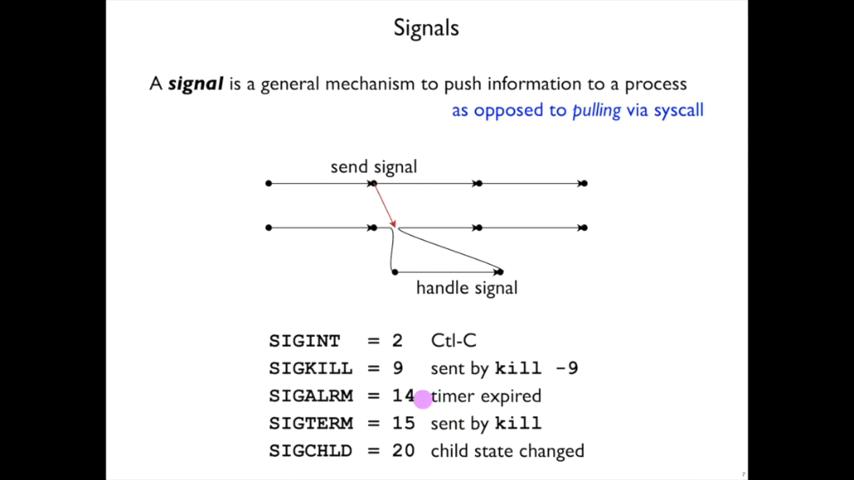 Signals
A signal is a general mechanism to push information to a process
as opposed to pulling via syscall
send signal
handle signal
SIGINT = 2 Ctl-C
SIGKILL = 9 sent by kill -9
SIGALRM = 14 timer expired
SIGTERM = 15 sent by kill
SIGCHLD = 20 child state changed